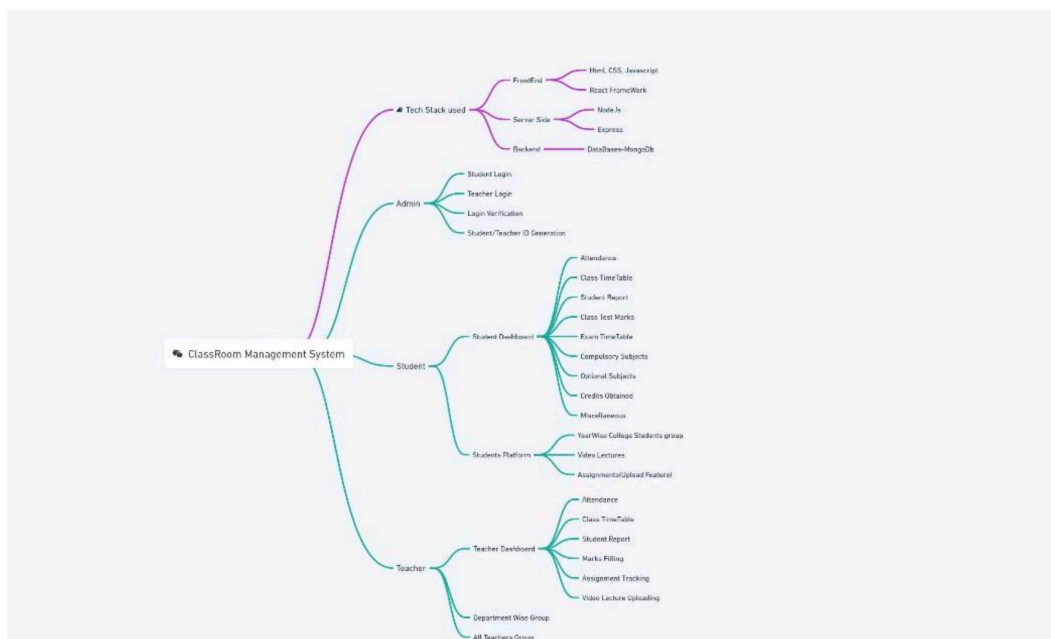 FrontEnd
Html, CSS, Javascript
React FrameWork
Tech Stack used
Server Side
NodeJs
Express
Backend
DataBases-MongoDb
Admin
Student Login
Teacher Login
Login Verification
Student/Teacher ID Generation
ClassRoom Management System
Student
Student Dashboard
Attendance
Class TimeTable
Student Report
Class Test Marks
Exam TimeTable
Compulsory Subjects
Optional Subjects
Credits Obtained
Miscellaneous
Students Platform
YearWise College Students group
Video Lectures
Assignments(Upload Feature)
Teacher
Teacher Dashboard
Attendance
Class TimeTable
Student Report
Marks Filling
Assignment Tracking
Video Lecture Uploading
Department Wise Group
All Teachers Group